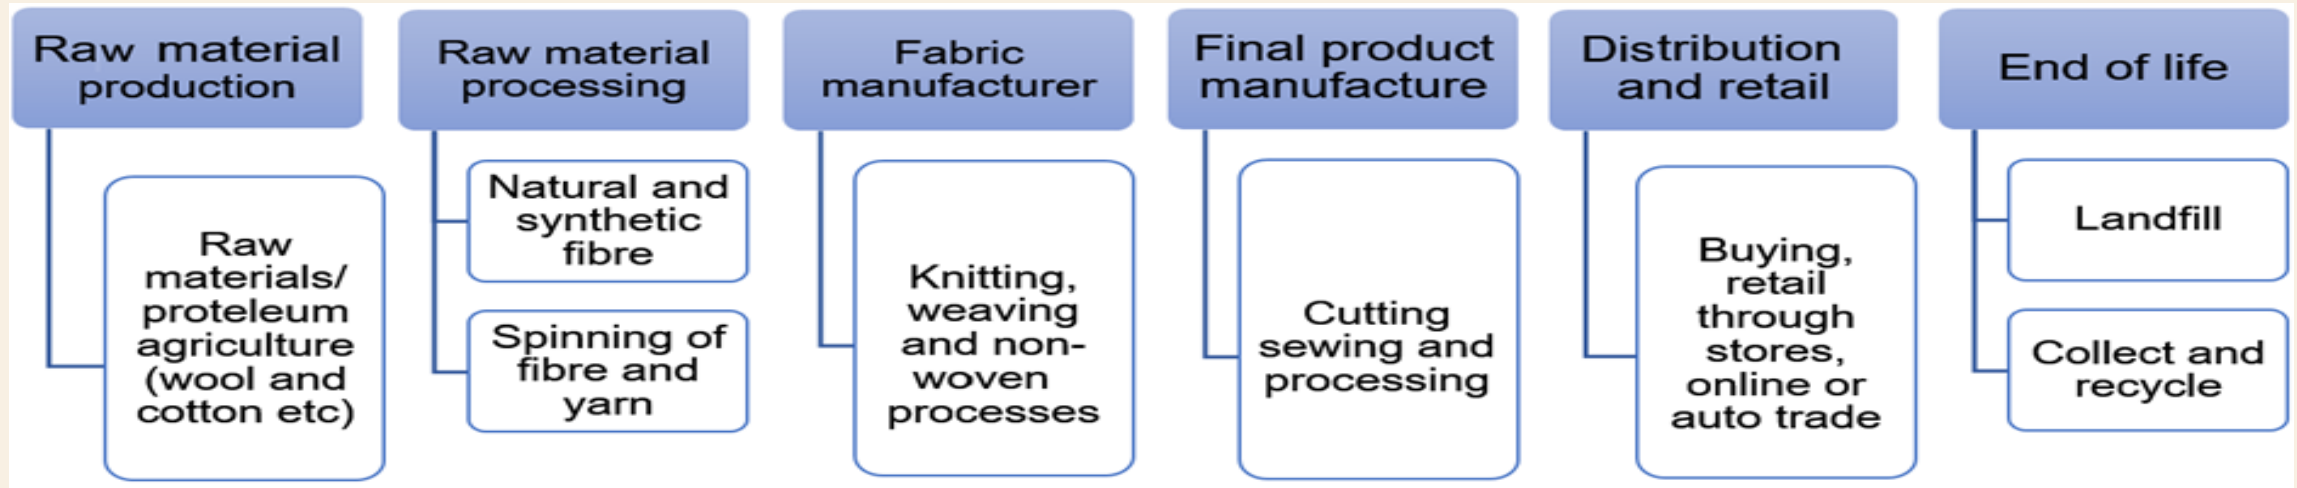 Raw material
production
Raw
materials/
proteleum
agriculture
(wool and
cotton etc)
Raw material
processing
Natural and
synthetic
fibre
Spinning of
fibre and
yarn
Fabric
manufacturer
Knitting,
weaving
and non-
woven
processes
Final product
manufacture
Cutting
sewing and
processing
Distribution
and retail
Buying,
retail
through
stores,
online or
auto trade
End of life
Landfill
Collect and
recycle